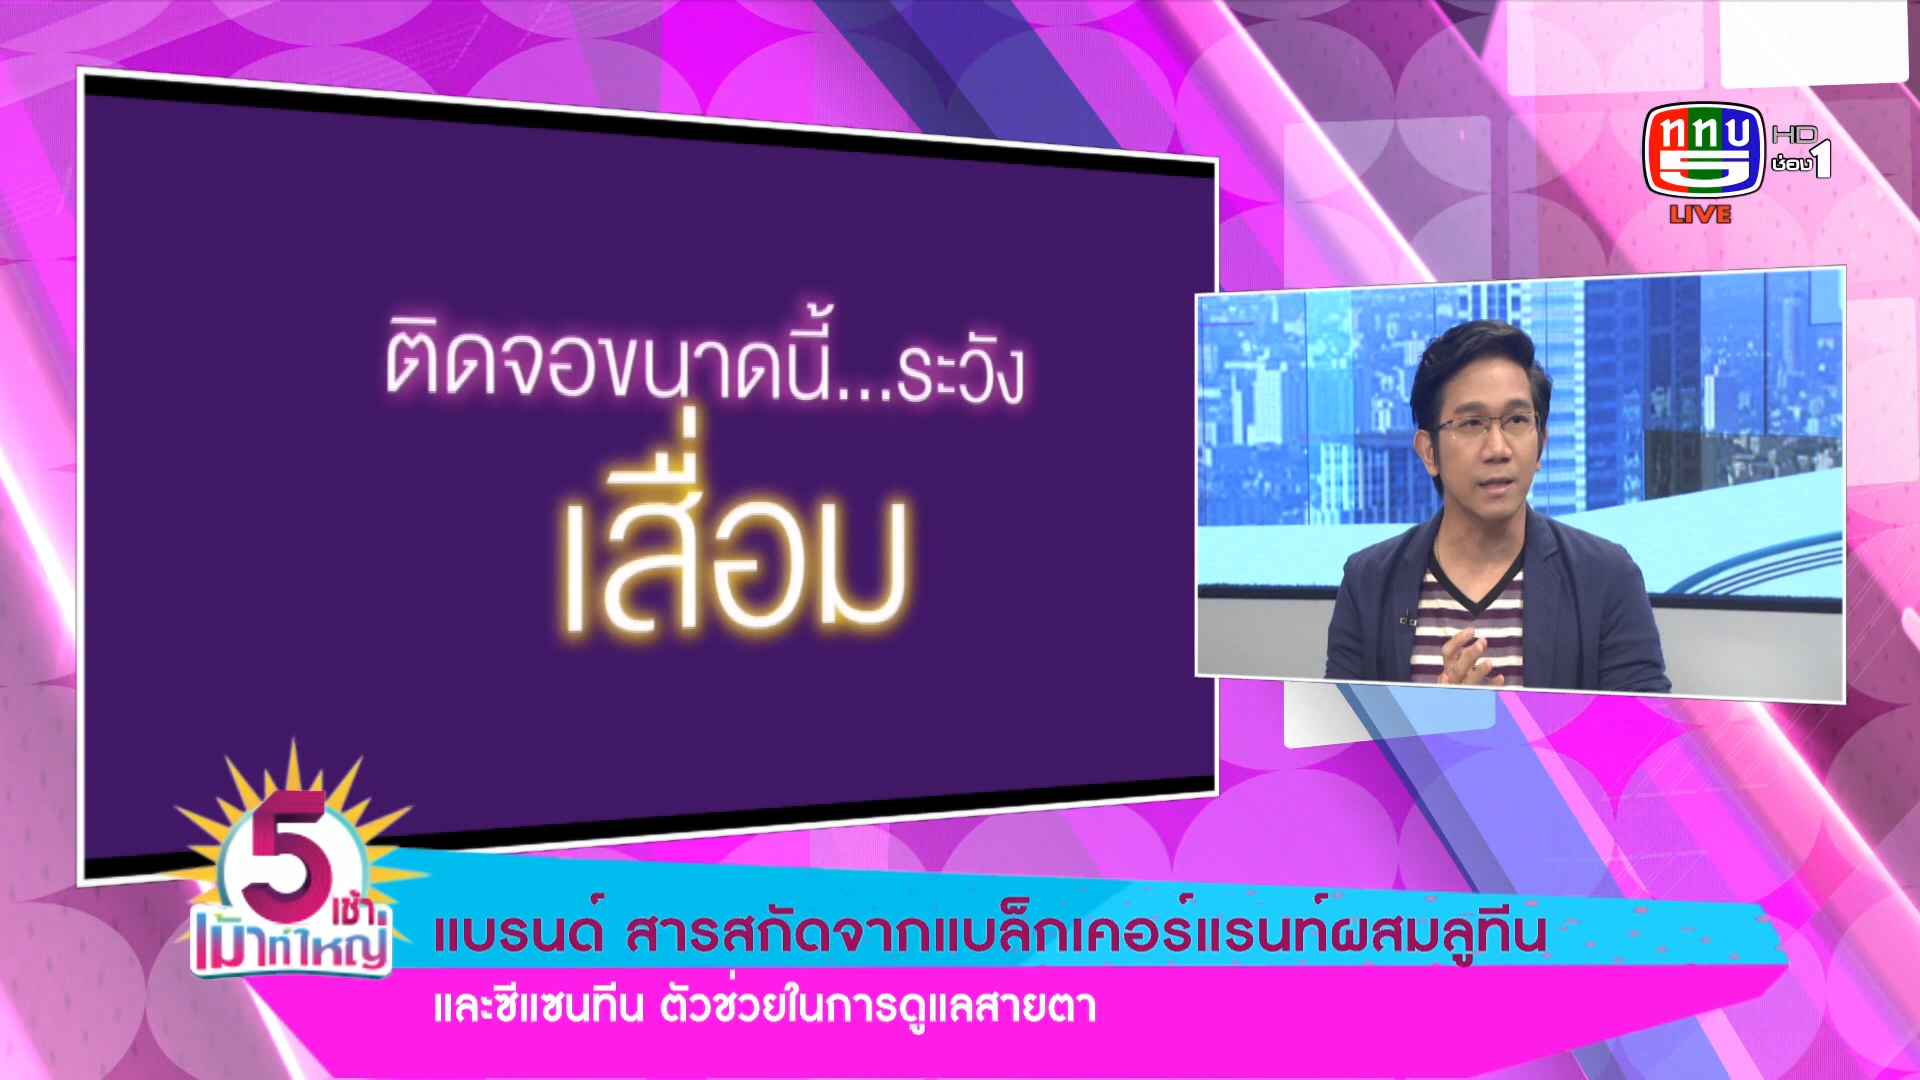 ททบ
5
HD
ช่อง1
LIVE
ติดจอขนาดนี้...ระวัง
เสื่อม
5
เช้า
เม้าท์ใหญ่
แบรนด์ สารสกัดจากแบล็กเคอร์แรนท์ผสมลูทีน
และซีแซนทีน ตัวช่วยในการดูแลสายตา